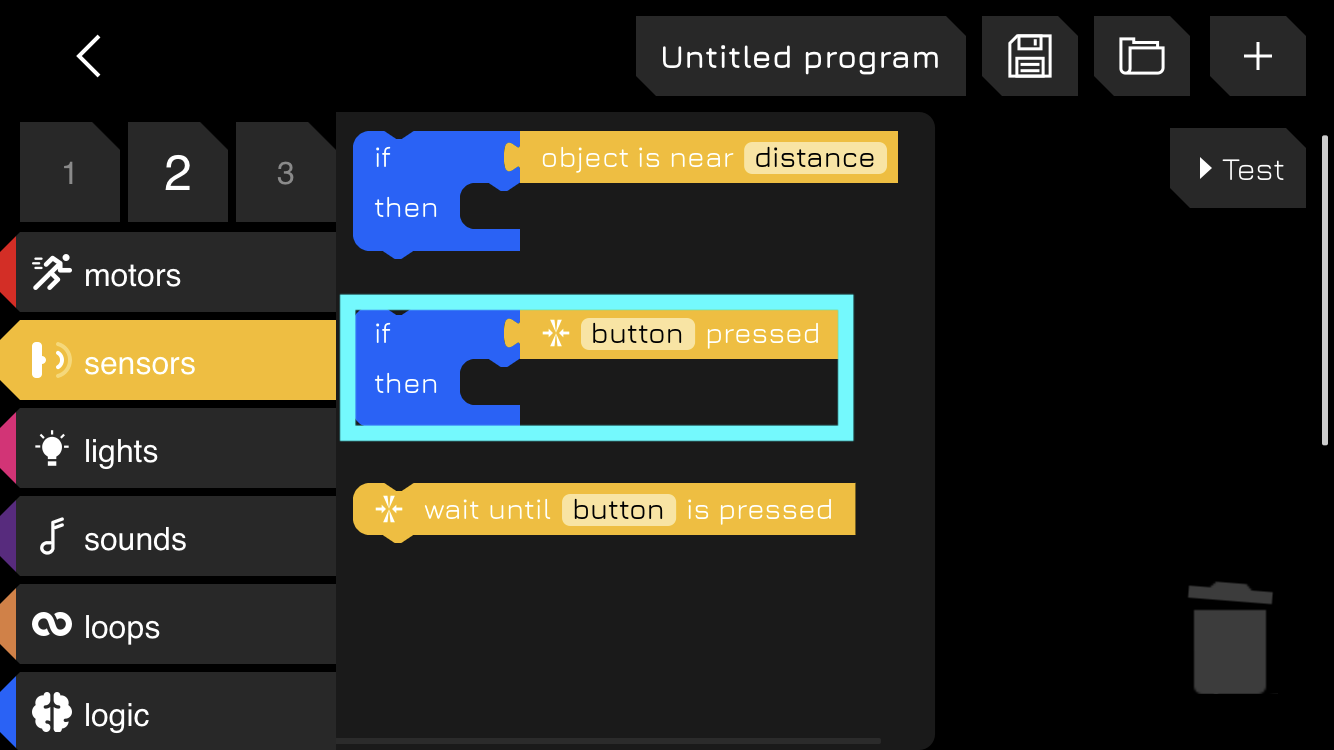 Untitled program
1 2 3
Test
motors
sensors
lights
sounds
loops
logic
if object is near distance
then
if button pressed
then
wait until button is pressed